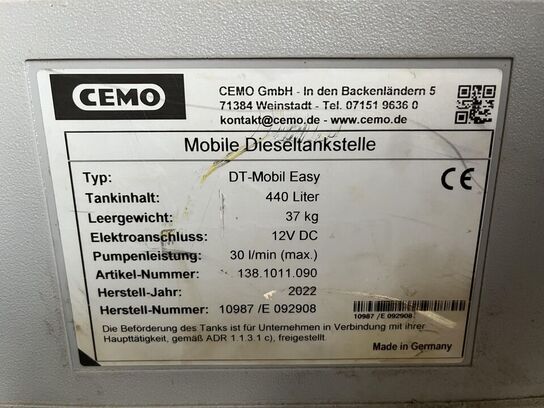 CEMO
CEMO GmbH - In den Backenländern 5
71384 Weinstadt - Tel. 07151 9636 0
kontakt@cemo.de - www.cemo.de
Mobile Dieseltankstelle
Typ: DT-Mobil Easy
CE
Tankinhalt: 440 Liter
Leergewicht: 37 kg
Elektroanschluss: 12V DC
Pumpenleistung: 30 l/min (max.)
Artikel-Nummer: 138.1011.090
Herstell-Jahr: 2022
Herstell-Nummer: 10987 /E 092908
10987 /E 092908
Die Beförderung des Tanks ist für Unternehmen in Verbindung mit ihrer
Haupttätigkeit, gemäß ADR 1.1.3.1 c), freigestellt.
Made in Germany